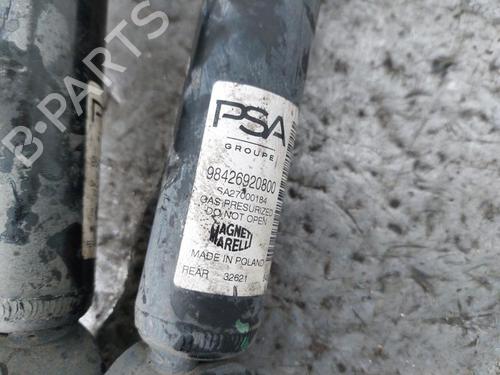 B-PARTS
PSA
GROUPE
98426920800
SA27000184
GAS PRESURIZED
DO NOT OPEN
MAGNETI
MARELLI
MADE IN POLAND
REAR 32621